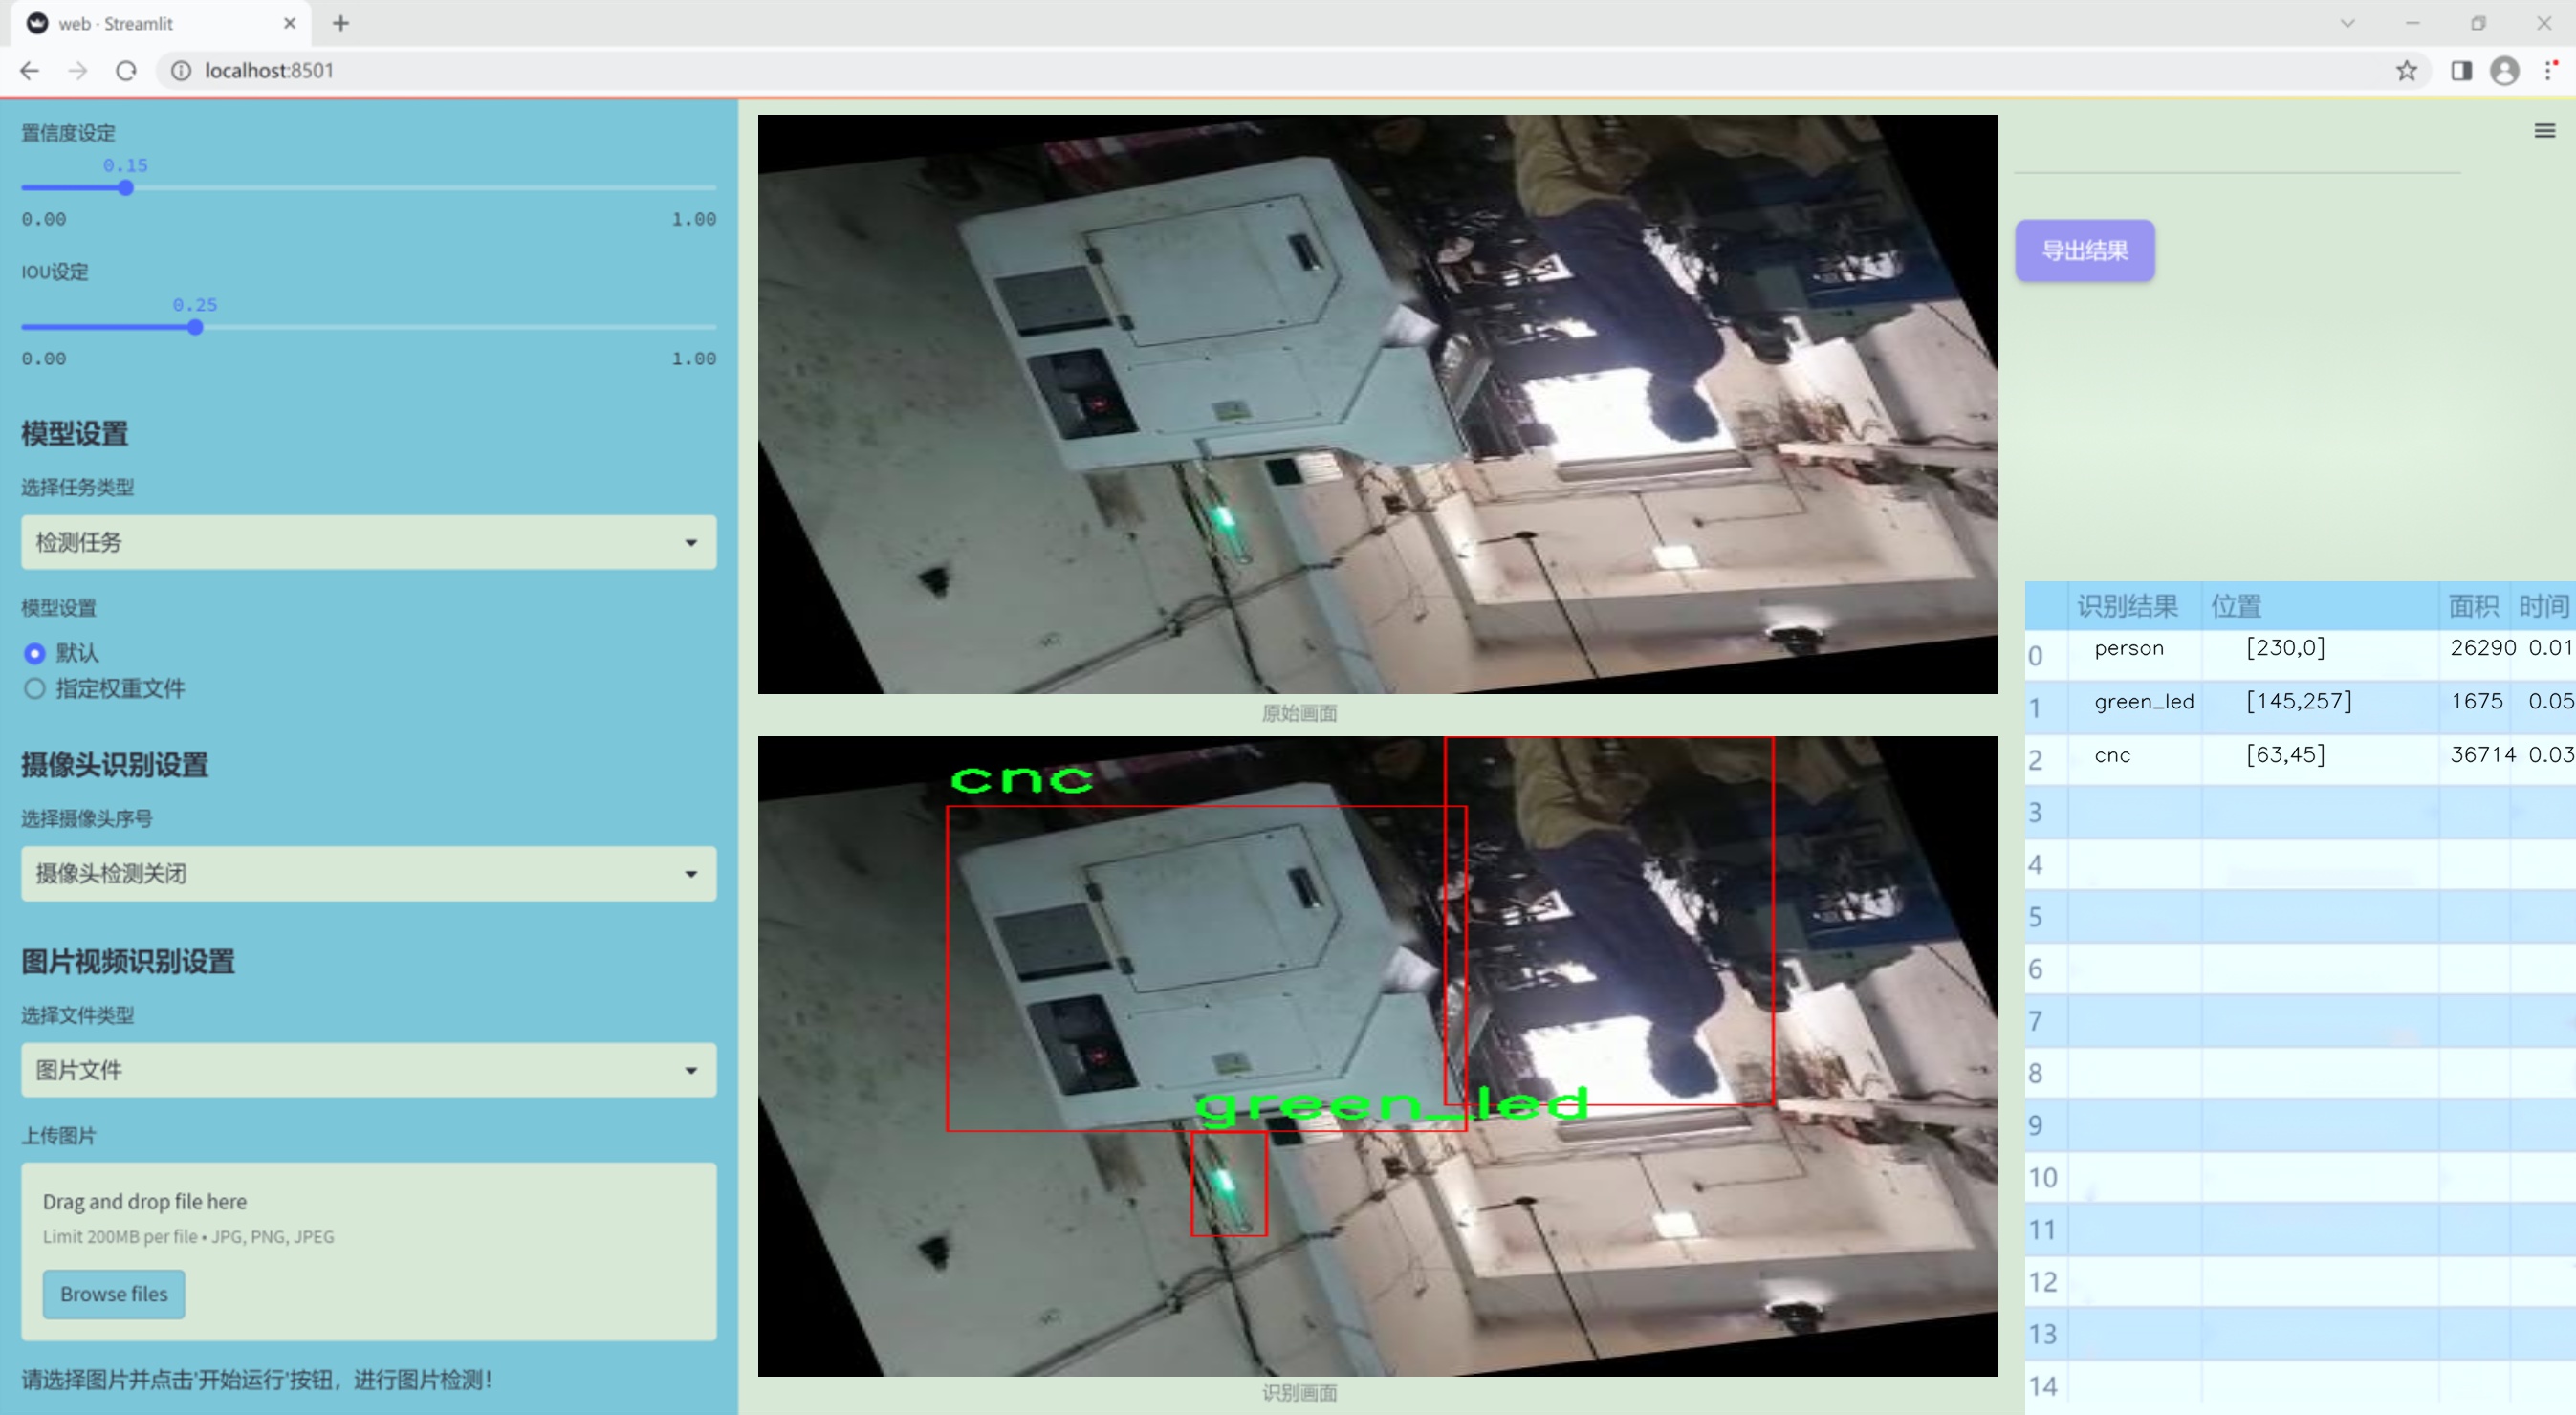 web · Streamlit
localhost:8501
置信度设定
0.15
0.00 1.00
IOU设定
0.25
0.00 1.00
模型设置
选择任务类型
检测任务
模型设置
默认
指定权重文件
摄像头识别设置
选择摄像头序号
摄像头检测关闭
图片视频识别设置
选择文件类型
图片文件
上传图片
Drag and drop file here
Limit 200MB per file • JPG, PNG, JPEG
Browse files
请选择图片并点击'开始运行'按钮，进行图片检测!
原始画面
cnc
green_led
识别画面
导出结果
识别结果 位置 面积 时间
0 person [230,0] 26290 0.01
1 green_led [145,257] 1675 0.05
2 cnc [63,45] 36714 0.03
3
4
5
6
7
8
9
10
11
12
13
14